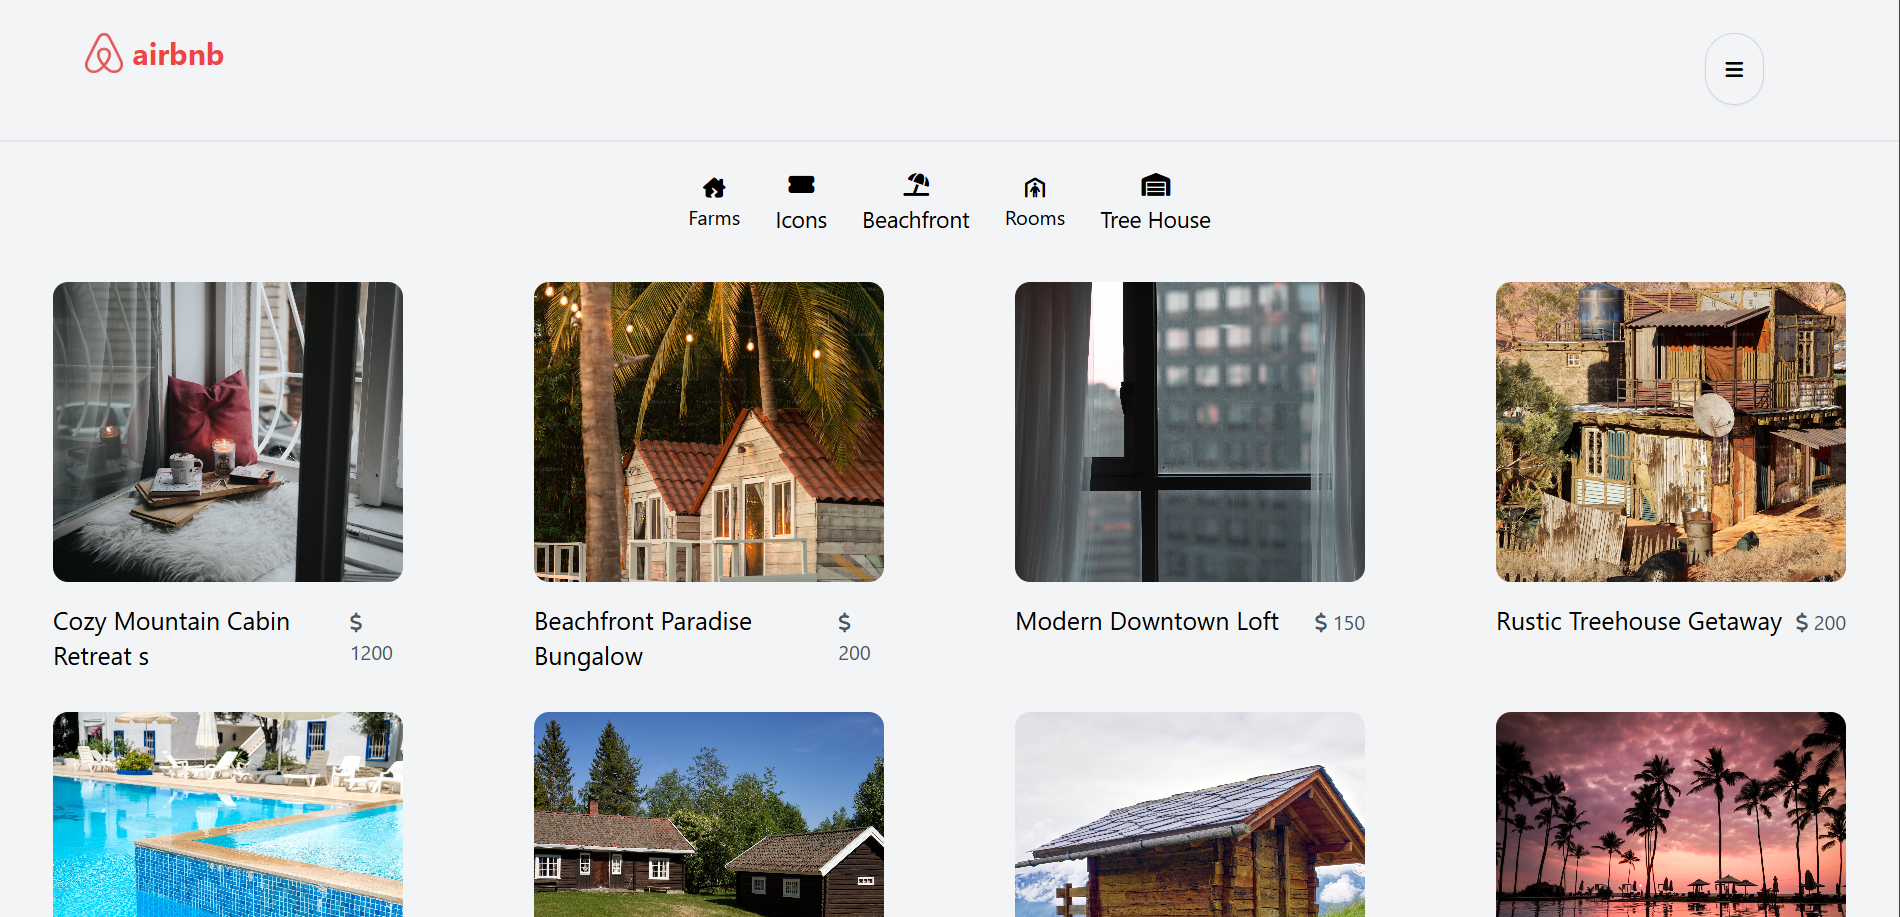 airbnb
Farms
Icons
Beachfront
Rooms
Tree House
Cozy Mountain Cabin
Retreat s
$
1200
Beachfront Paradise
Bungalow
$
200
Modern Downtown Loft
$ 150
Rustic Treehouse Getaway
$ 200